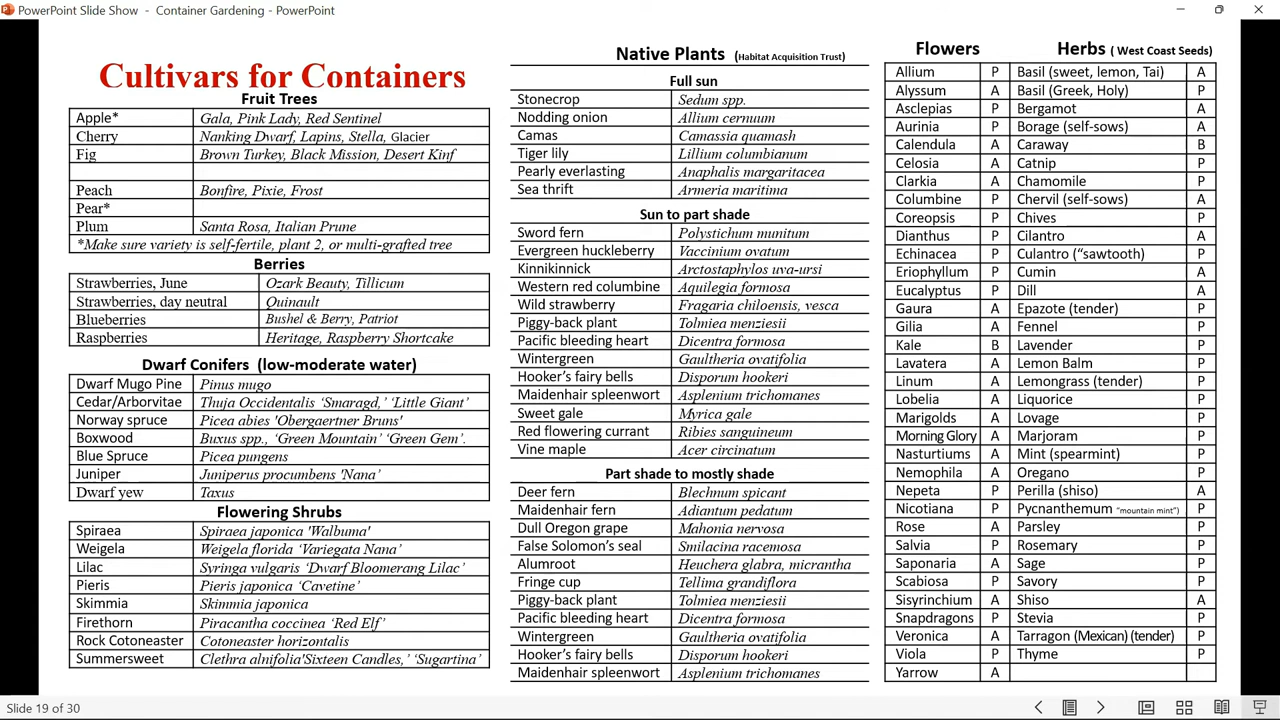 PowerPoint Slide Show - Container Gardening - PowerPoint
Cultivars for Containers
Fruit Trees
Apple* Gala, Pink Lady, Red Sentinel
Cherry Nanking Dwarf, Lapins, Stella, Glacier
Fig Brown Turkey, Black Mission, Desert Kinf
Peach Bonfire, Pixie, Frost
Pear*
Plum Santa Rosa, Italian Prune
*Make sure variety is self-fertile, plant 2, or multi-grafted tree
Berries
Strawberries, June Ozark Beauty, Tillicum
Strawberries, day neutral Quinault
Blueberries Bushel & Berry, Patriot
Raspberries Heritage, Raspberry Shortcake
Dwarf Conifers (low-moderate water)
Dwarf Mugo Pine Pinus mugo
Cedar/Arborvitae Thuja Occidentalis ‘Smaragd,’ ‘Little Giant’
Norway spruce Picea abies 'Obergaertner Bruns'
Boxwood Buxus spp., ‘Green Mountain’ ‘Green Gem’.
Blue Spruce Picea pungens
Juniper Juniperus procumbens 'Nana’
Dwarf yew Taxus
Flowering Shrubs
Spiraea Spiraea japonica 'Walbuma'
Weigela Weigela florida ‘Variegata Nana’
Lilac Syringa vulgaris ‘Dwarf Bloomerang Lilac’
Pieris Pieris japonica ‘Cavetine’
Skimmia Skimmia japonica
Firethorn Piracantha coccinea ‘Red Elf’
Rock Cotoneaster Cotoneaster horizontalis
Summersweet Clethra alnifolia'Sixteen Candles,’ ‘Sugartina’
Native Plants (Habitat Acquisition Trust)
Full sun
Stonecrop Sedum spp.
Nodding onion Allium cernuum
Camas Camassia quamash
Tiger lily Lillium columbianum
Pearly everlasting Anaphalis margaritacea
Sea thrift Armeria maritima
Sun to part shade
Sword fern Polystichum munitum
Evergreen huckleberry Vaccinium ovatum
Kinnikinnick Arctostaphylos uva-ursi
Western red columbine Aquilegia formosa
Wild strawberry Fragaria chiloensis, vesca
Piggy-back plant Tolmiea menziesii
Pacific bleeding heart Dicentra formosa
Wintergreen Gaultheria ovatifolia
Hooker’s fairy bells Disporum hookeri
Maidenhair spleenwort Asplenium trichomanes
Sweet gale Myrica gale
Red flowering currant Ribies sanguineum
Vine maple Acer circinatum
Part shade to mostly shade
Deer fern Blechnum spicant
Maidenhair fern Adiantum pedatum
Dull Oregon grape Mahonia nervosa
False Solomon’s seal Smilacina racemosa
Alumroot Heuchera glabra, micrantha
Fringe cup Tellima grandiflora
Piggy-back plant Tolmiea menziesii
Pacific bleeding heart Dicentra formosa
Wintergreen Gaultheria ovatifolia
Hooker’s fairy bells Disporum hookeri
Maidenhair spleenwort Asplenium trichomanes
Flowers Herbs ( West Coast Seeds)
Allium P Basil (sweet, lemon, Tai) A
Alyssum A Basil (Greek, Holy) P
Asclepias P Bergamot P
Aurinia P Borage (self-sows) A
Calendula A Caraway B
Celosia A Catnip P
Clarkia A Chamomile P
Columbine P Chervil (self-sows) A
Coreopsis P Chives P
Dianthus P Cilantro A
Echinacea P Culantro (“sawtooth) P
Eriophyllum P Cumin A
Eucalyptus P Dill A
Gaura A Epazote (tender) P
Gilia A Fennel P
Kale B Lavender P
Lavatera A Lemon Balm P
Linum A Lemongrass (tender) P
Lobelia A Liquorice P
Marigolds A Lovage P
Morning Glory A Marjoram P
Nasturtiums A Mint (spearmint) P
Nemophila A Oregano P
Nepeta P Perilla (shiso) A
Nicotiana P Pycnanthemum “mountain mint”) P
Rose A Parsley P
Salvia P Rosemary P
Saponaria A Sage P
Scabiosa P Savory P
Sisyrinchium A Shiso A
Snapdragons P Stevia P
Veronica A Tarragon (Mexican) (tender) P
Viola P Thyme P
Yarrow A
Slide 19 of 30